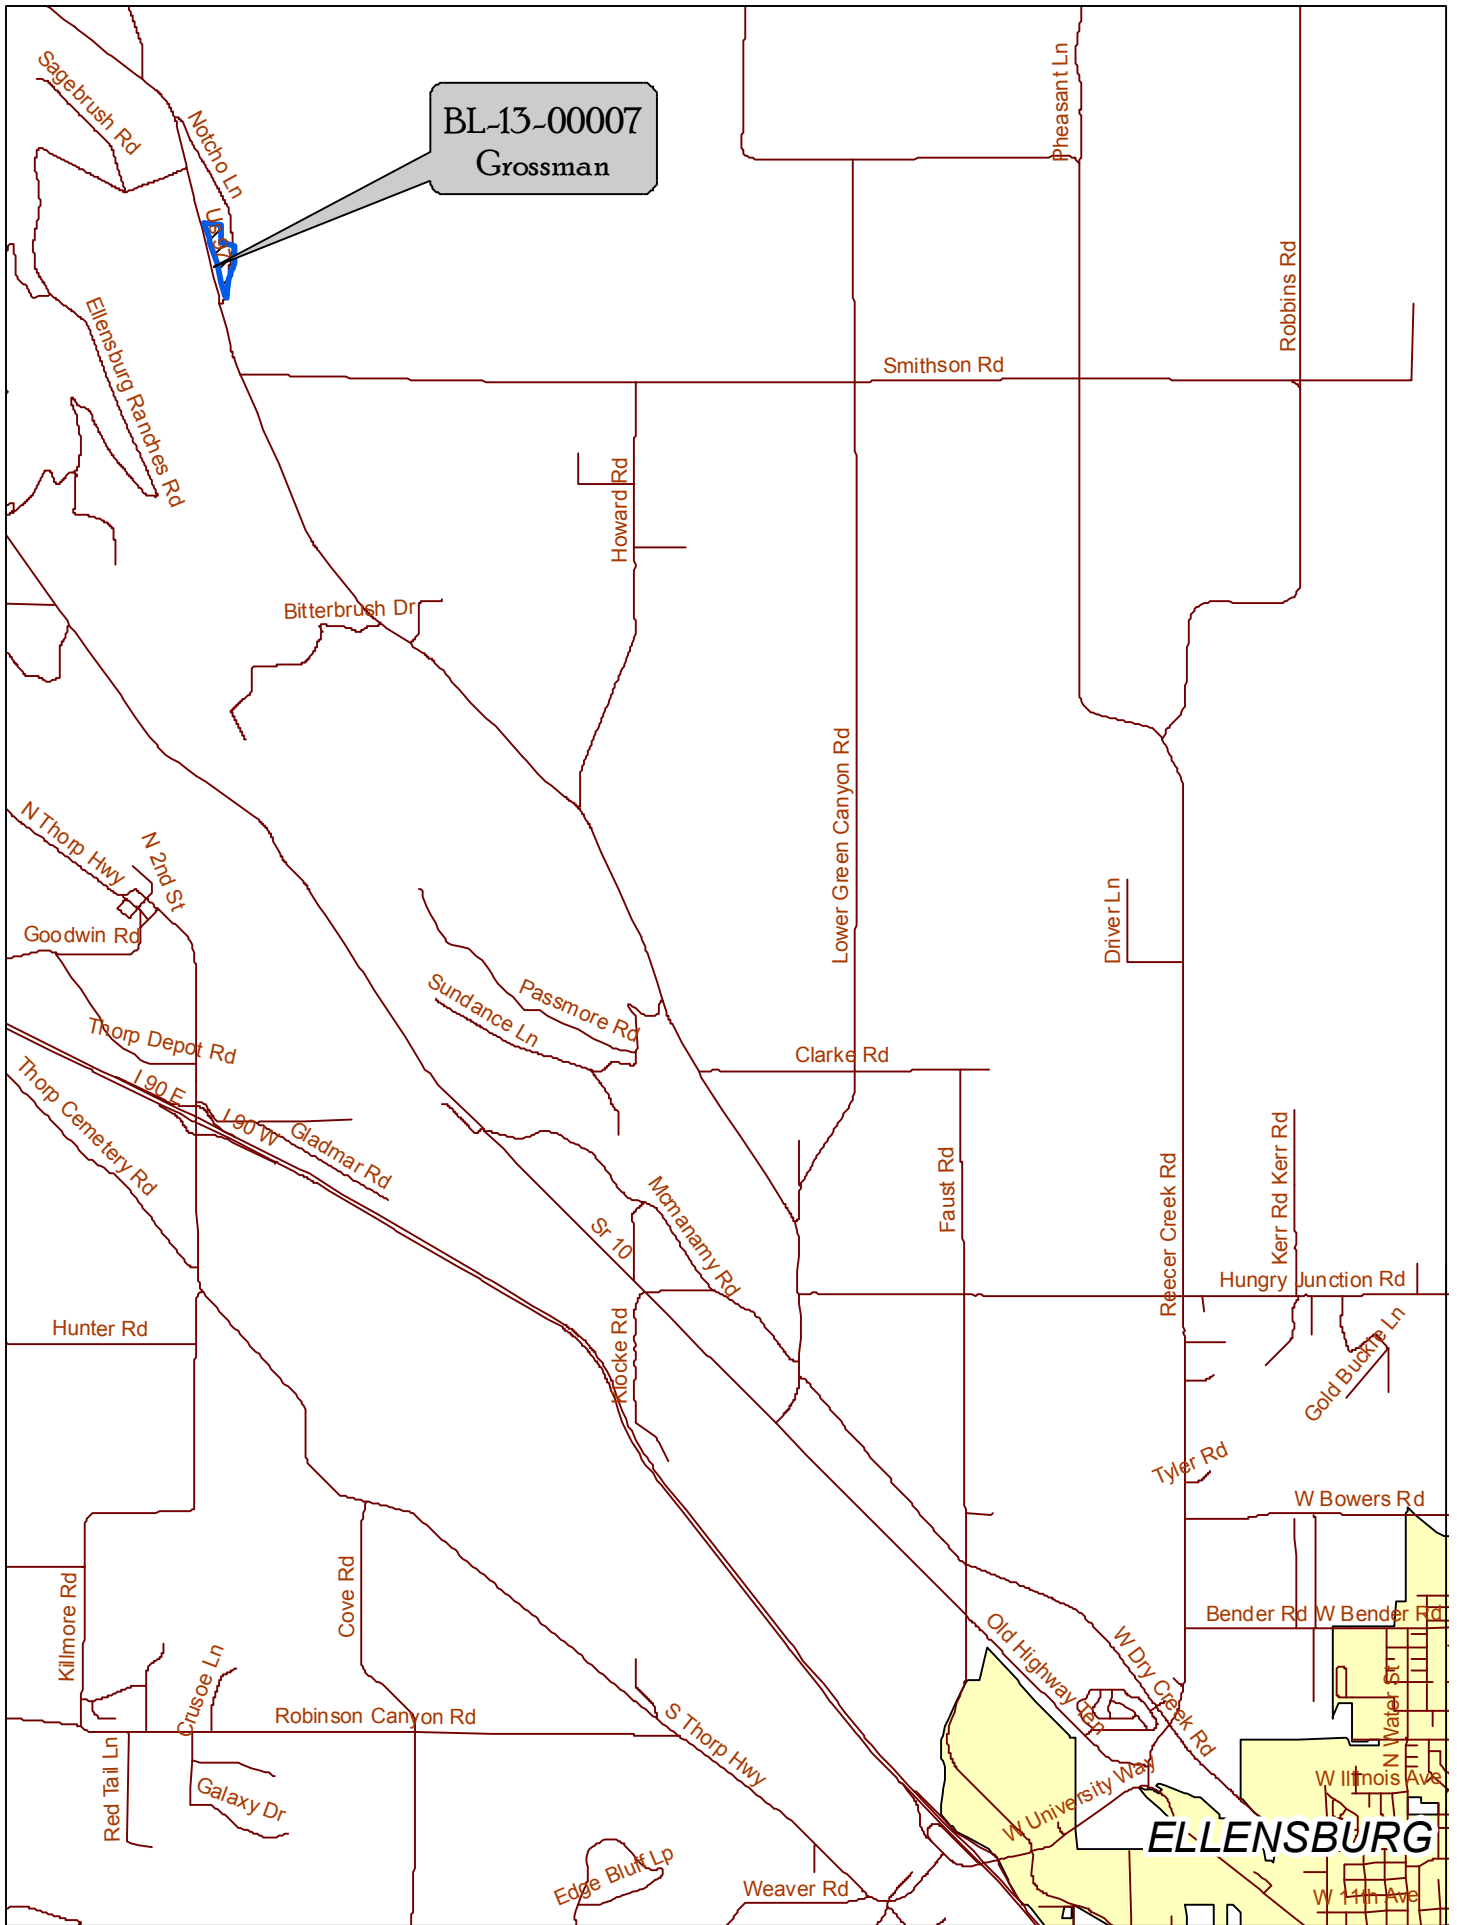 Sagebrush Rd
Notcho Ln
BL-13-00007
Grossman
Pheasant Ln
Us 97
Robbins Rd
Ellensburg Ranches Rd
Smithson Rd
Howard Rd
Bitterbrush Dr
Lower Green Canyon Rd
N Thorp Hwy
N 2nd St
Goodwin Rd
Driver Ln
Passmore Rd
Sundance Ln
Thorp Depot Rd
Clarke Rd
I 90 E
I 90 W
Gladmar Rd
Thorp Cemetery Rd
Mcmanamy Rd
Sr 10
Faust Rd
Reecer Creek Rd
Kerr Rd Kerr Rd
Hungry Junction Rd
Hunter Rd
Klocke Rd
Gold Buckle Ln
Tyler Rd
W Bowers Rd
Killmore Rd
Cove Rd
Bender Rd W Bender Rd
Crusoe Ln
Old Highway Ten
W Dry Creek Rd
N Water St
Robinson Canyon Rd
S Thorp Hwy
Red Tail Ln
Galaxy Dr
W University Way
W Illinois Ave
ELLENSBURG
Edge Bluff Lp
Weaver Rd
W 11th Ave